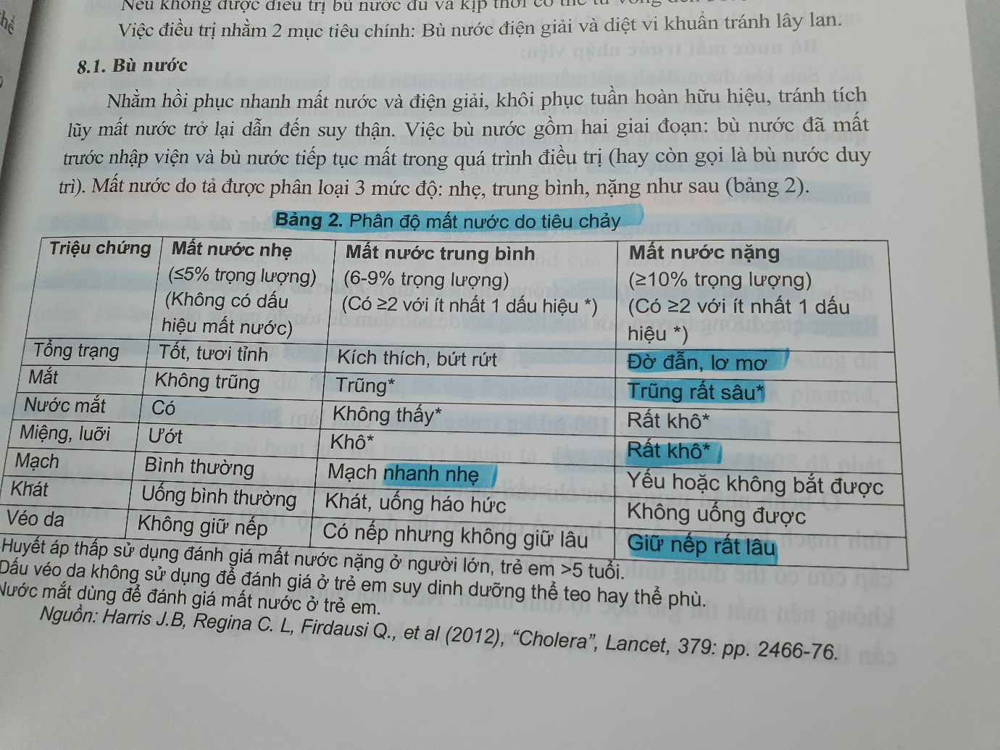 Nếu không được điều trị bù nước đủ và kịp thời có thể tử vong đến
Việc điều trị nhằm 2 mục tiêu chính: Bù nước điện giải và diệt vi khuẩn tránh lây lan.
8.1. Bù nước
Nhằm hồi phục nhanh mất nước và điện giải, khôi phục tuần hoàn hữu hiệu, tránh tích
lũy mất nước trở lại dẫn đến suy thận. Việc bù nước gồm hai giai đoạn: bù nước đã mất
trước nhập viện và bù nước tiếp tục mất trong quá trình điều trị (hay còn gọi là bù nước duy
trì). Mất nước do tả được phân loại 3 mức độ: nhẹ, trung bình, nặng như sau (bảng 2).
Bảng 2. Phân độ mất nước do tiêu chảy
Triệu chứng Mất nước nhẹ Mất nước trung bình Mất nước nặng
(≤5% trọng lượng) (6-9% trọng lượng) (≥10% trọng lượng)
(Không có dấu (Có ≥2 với ít nhất 1 dấu hiệu *) (Có ≥2 với ít nhất 1 dấu
hiệu mất nước) hiệu *)
Tổng trạng Tốt, tươi tỉnh Kích thích, bứt rứt Đờ đẫn, lơ mơ
Mắt Không trũng Trũng* Trũng rất sâu*
Nước mắt Có Không thấy* Rất khô*
Miệng, luỡi Ướt Khô* Rất khô*
Mạch Bình thường Mạch nhanh nhẹ Yếu hoặc không bắt được
Khát Uống bình thường Khát, uống háo hức Không uống được
Véo da Không giữ nếp Có nếp nhưng không giữ lâu Giữ nếp rất lâu
Huyết áp thấp sử dụng đánh giá mất nước nặng ở người lớn, trẻ em >5 tuổi.
Dấu véo da không sử dụng để đánh giá ở trẻ em suy dinh dưỡng thể teo hay thể phù.
Nước mắt dùng để đánh giá mất nước ở trẻ em.
Nguồn: Harris J.B, Regina C. L, Firdausi Q., et al (2012), “Cholera”, Lancet, 379: pp. 2466-76.